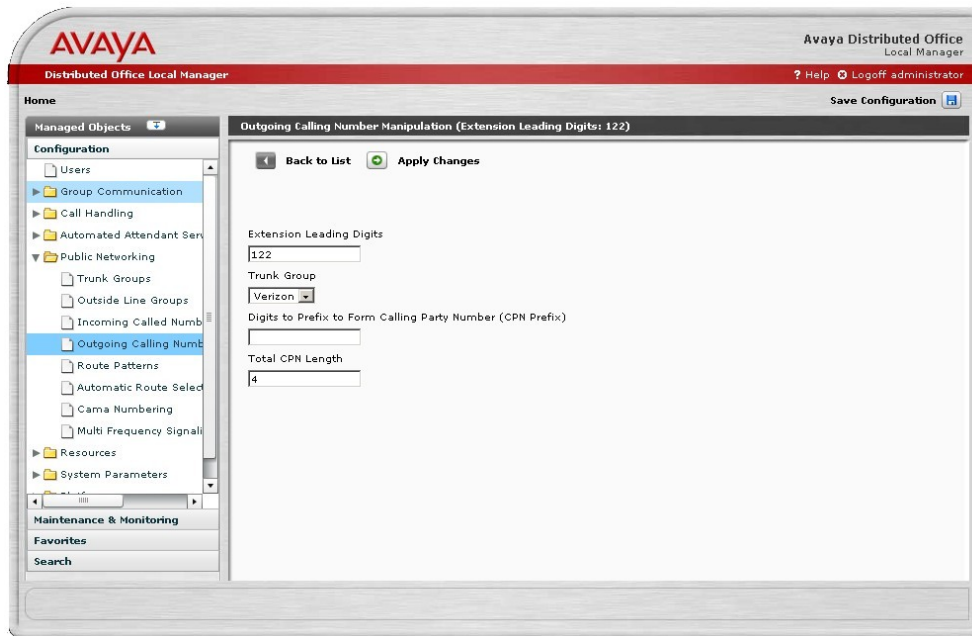 AVAYA
Avaya Distributed Office
Local Manager
Distributed Office Local Manager
? Help Logoff administrator
Home
Save Configuration
Managed Objects
Outgoing Calling Number Manipulation (Extension Leading Digits: 122)
Configuration
Users
Group Communication
Call Handling
Automated Attendant Serv
Public Networking
Trunk Groups
Outside Line Groups
Incoming Called Numb
Outgoing Calling Numb
Route Patterns
Automatic Route Select
Cama Numbering
Multi Frequency Signali
Resources
System Parameters
Maintenance & Monitoring
Favorites
Search
Back to List Apply Changes
Extension Leading Digits
122
Trunk Group
Verizon
Digits to Prefix to Form Calling Party Number (CPN Prefix)
Total CPN Length
4